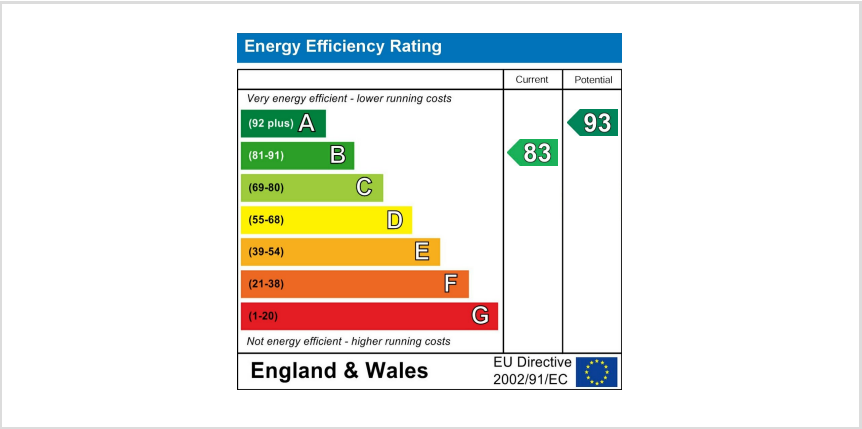 Energy Efficiency Rating
Current Potential
Very energy efficient - lower running costs
(92 plus) A
93
(81-91) B
83
(69-80) C
(55-68) D
(39-54) E
(21-38) F
(1-20) G
Not energy efficient - higher running costs
England & Wales
EU Directive
2002/91/EC